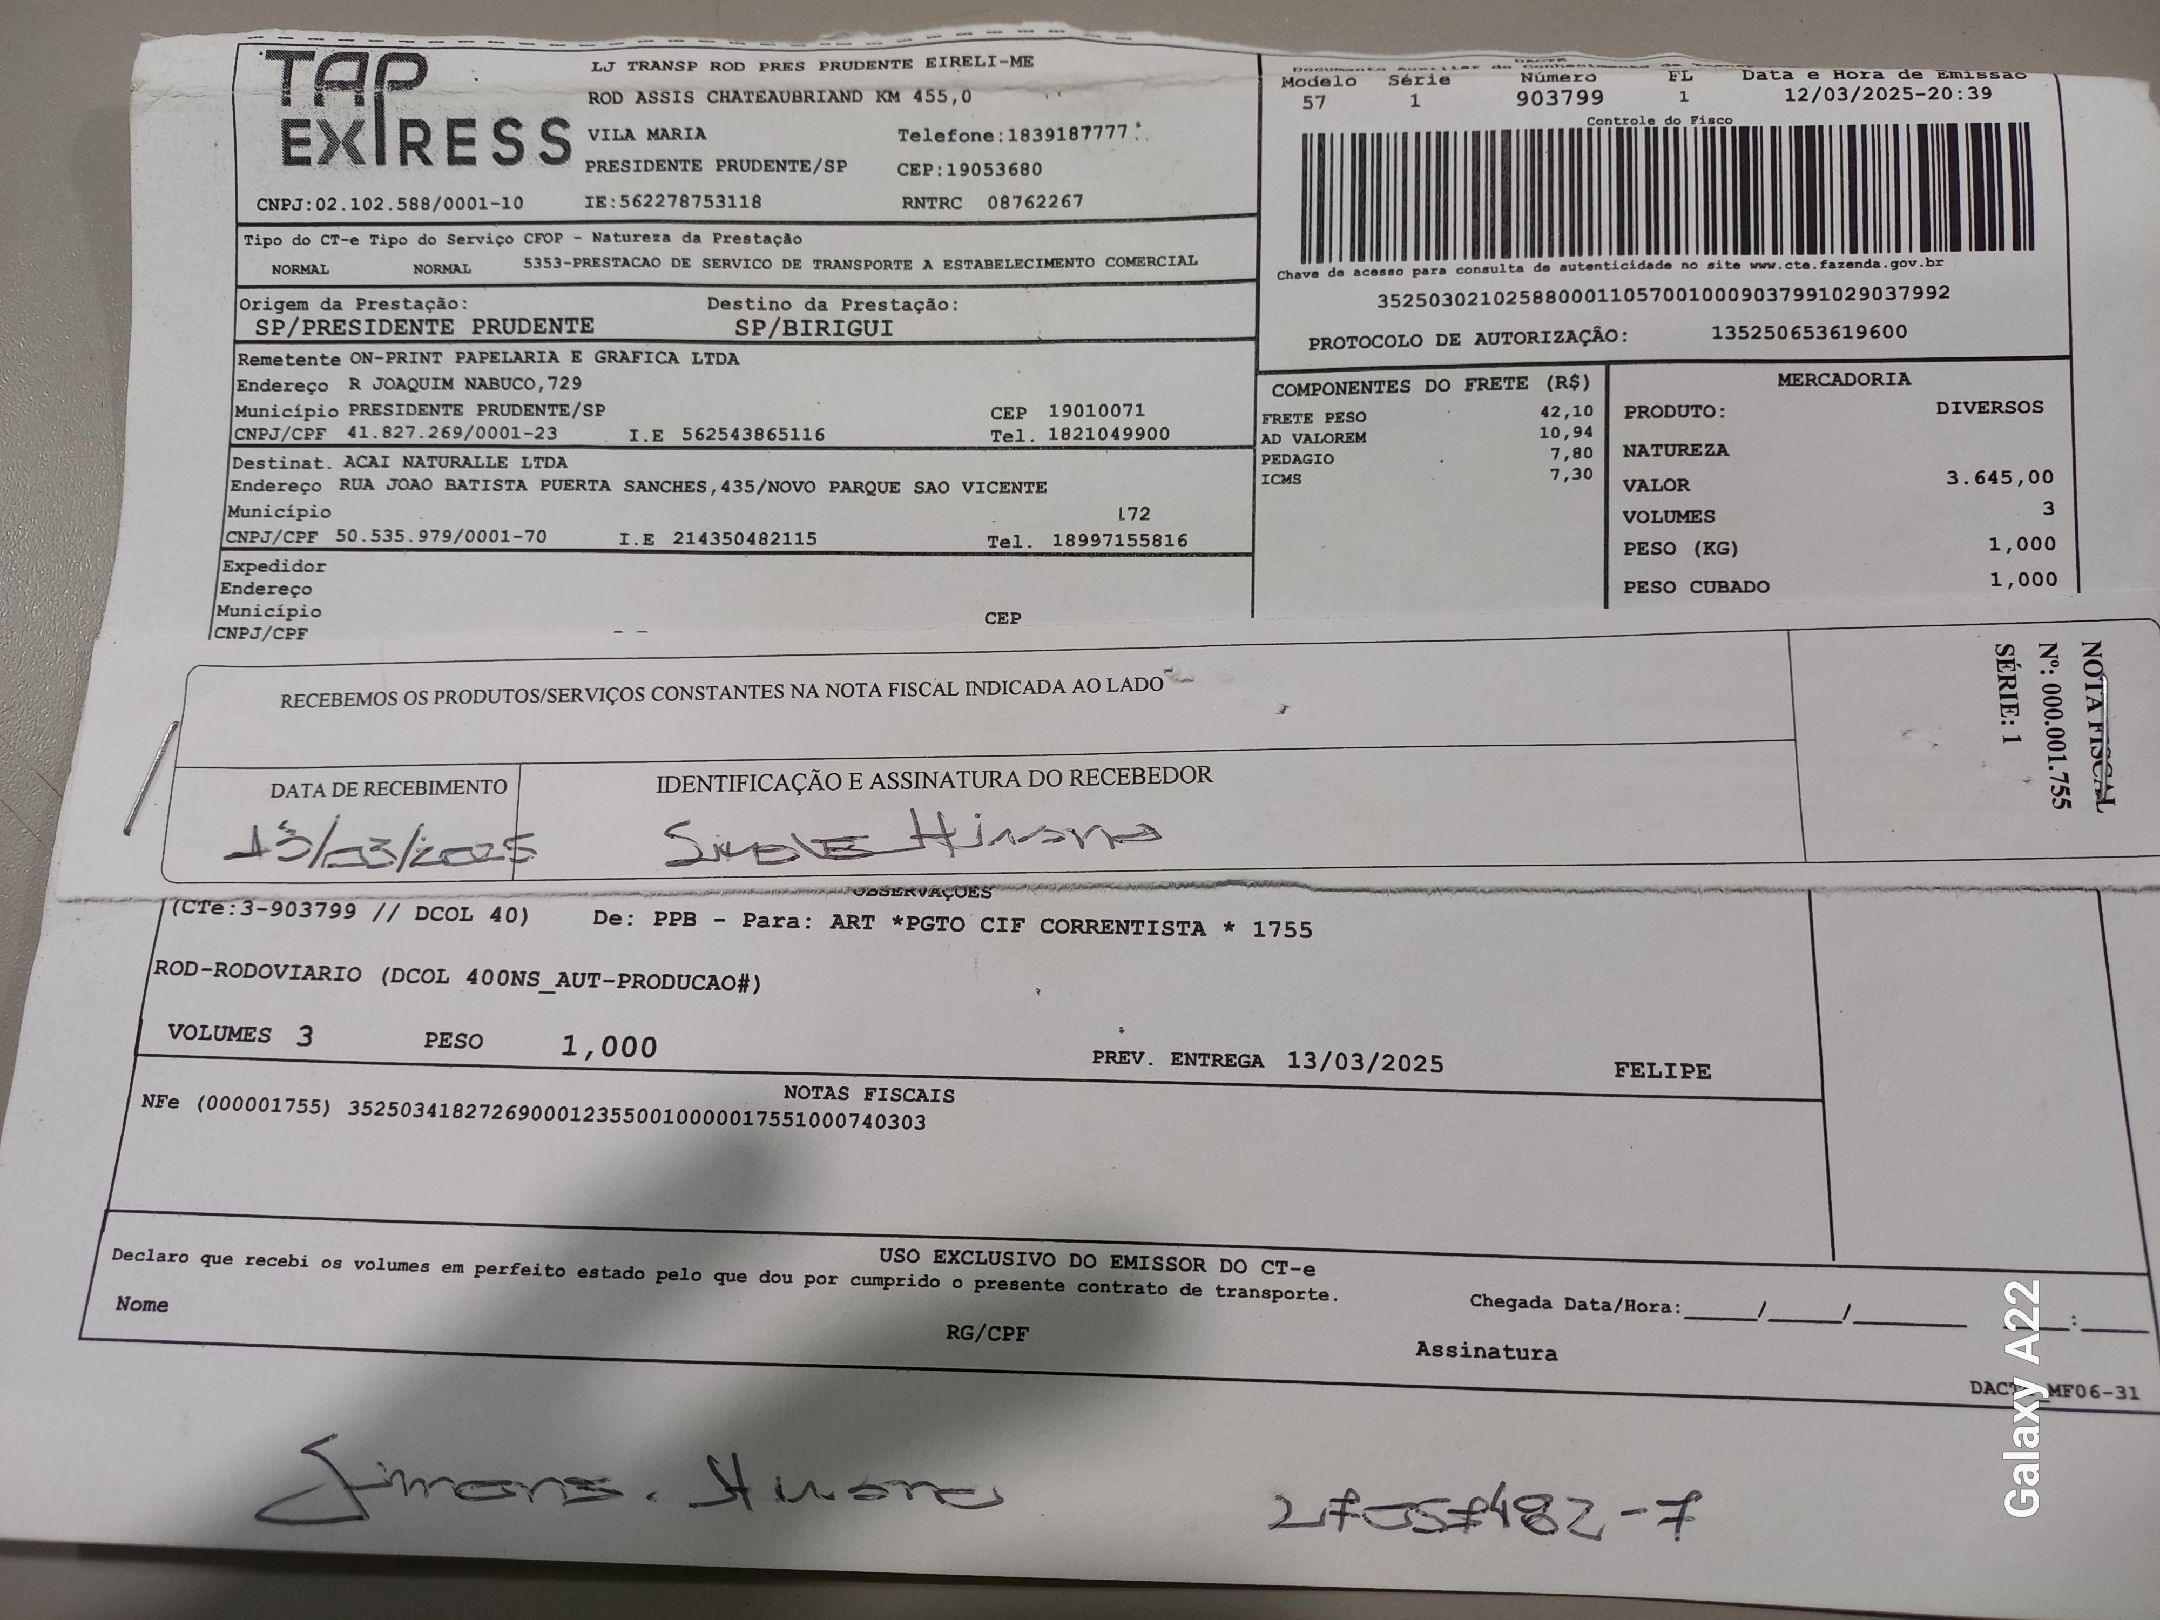 TAP EXPRESS
LJ TRANSP ROD PRES PRUDENTE EIRELI-ME
ROD ASSIS CHATEAUBRIAND KM 455,0
VILA MARIA Telefone:1839187777
PRESIDENTE PRUDENTE/SP CEP:19053680
CNPJ:02.102.588/0001-10 IE:562278753118 RNTRC 08762267
Modelo Série Número FL Data e Hora de Emissão
57 1 903799 1 12/03/2025-20:39
Controle do Fisco
Chave de acesso para consulta de autenticidade no site www.cte.fazenda.gov.br
35250302102588000110570010009037991029037992
PROTOCOLO DE AUTORIZAÇÃO: 135250653619600
Tipo do CT-e Tipo do Serviço CFOP - Natureza da Prestação
NORMAL NORMAL 5353-PRESTACAO DE SERVICO DE TRANSPORTE A ESTABELECIMENTO COMERCIAL
Origem da Prestação: Destino da Prestação:
SP/PRESIDENTE PRUDENTE SP/BIRIGUI
Remetente ON-PRINT PAPELARIA E GRAFICA LTDA
Endereço R JOAQUIM NABUCO,729
Município PRESIDENTE PRUDENTE/SP CEP 19010071
CNPJ/CPF 41.827.269/0001-23 I.E 562543865116 Tel. 1821049900
Destinat. ACAI NATURALLE LTDA
Endereço RUA JOAO BATISTA PUERTA SANCHES,435/NOVO PARQUE SAO VICENTE
Município 172
CNPJ/CPF 50.535.979/0001-70 I.E 214350482115 Tel. 18997155816
Expedidor
Endereço
Município CEP
CNPJ/CPF
COMPONENTES DO FRETE (R$)
FRETE PESO 42,10
AD VALOREM 10,94
PEDAGIO 7,80
ICMS 7,30
MERCADORIA
PRODUTO: DIVERSOS
NATUREZA
VALOR 3.645,00
VOLUMES 3
PESO (KG) 1,000
PESO CUBADO 1,000
RECEBEMOS OS PRODUTOS/SERVIÇOS CONSTANTES NA NOTA FISCAL INDICADA AO LADO
DATA DE RECEBIMENTO IDENTIFICAÇÃO E ASSINATURA DO RECEBEDOR
13/03/2025
NOTA FISCAL
Nº: 000.001.755
SÉRIE: 1
OBSERVAÇÕES
(CTe:3-903799 // DCOL 40) De: PPB - Para: ART *PGTO CIF CORRENTISTA * 1755
ROD-RODOVIARIO (DCOL 400NS_AUT-PRODUCAO#)
VOLUMES 3 PESO 1,000 PREV. ENTREGA 13/03/2025 FELIPE
NOTAS FISCAIS
NFe (000001755) 35250341827269000123550010000017551000740303
USO EXCLUSIVO DO EMISSOR DO CT-e
Declaro que recebi os volumes em perfeito estado pelo que dou por cumprido o presente contrato de transporte.
Nome RG/CPF Assinatura Chegada Data/Hora:____/____/______ ____:____
MF06-31
Galaxy A22